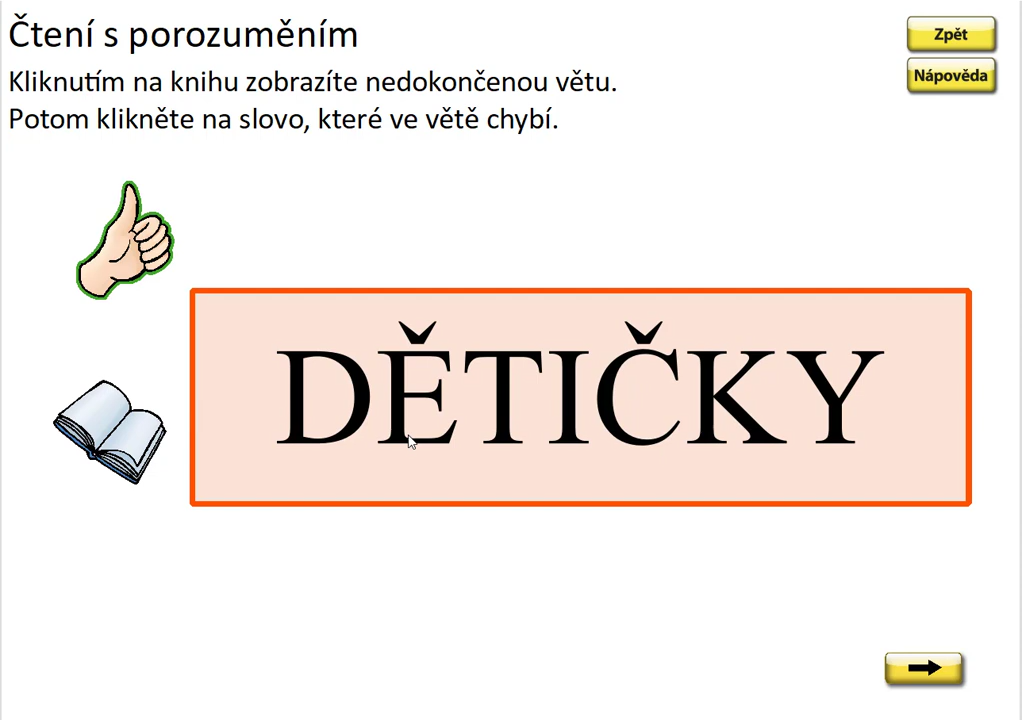 Čtení s porozuměním
Zpět
Nápověda
Kliknutím na knihu zobrazíte nedokončenou větu.
Potom klikněte na slovo, které ve větě chybí.
DĚTIČKY